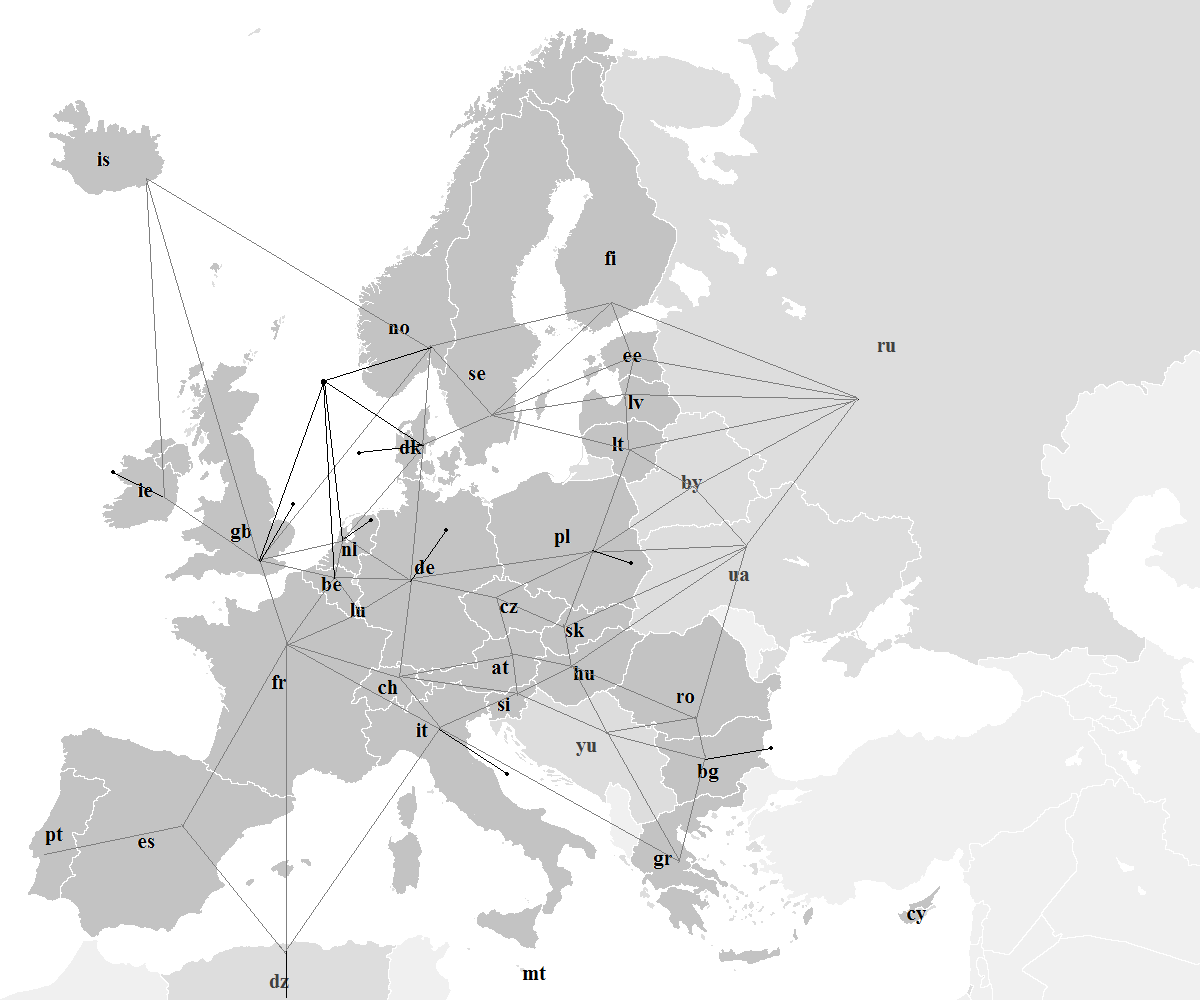 is
fi
no
ru
ee
se
lv
lt
dk
by
ie
gb
pl
nl
de
ua
be
cz
lu
sk
at
hu
fr
ch
ro
si
it
yu
bg
pt
es
gr
cy
mt
dz